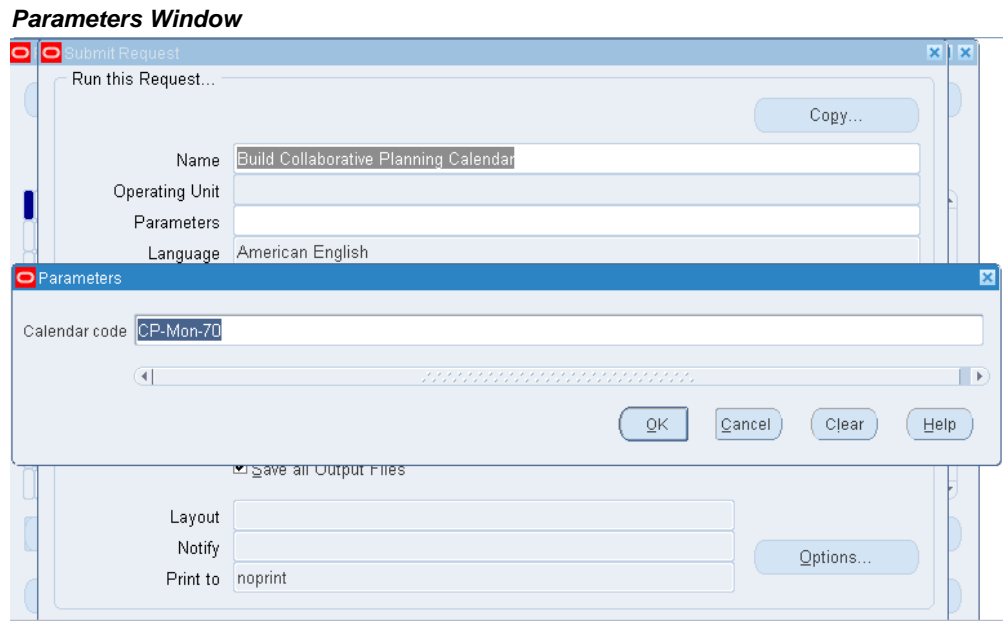 Parameters Window
Submit Request
Run this Request...
Copy...
Name Build Collaborative Planning Calendar
Operating Unit
Parameters
Language American English
Parameters
Calendar code CP-Mon-70
OK Cancel Clear Help
Save all Output Files
Layout
Notify
Options...
Print to noprint